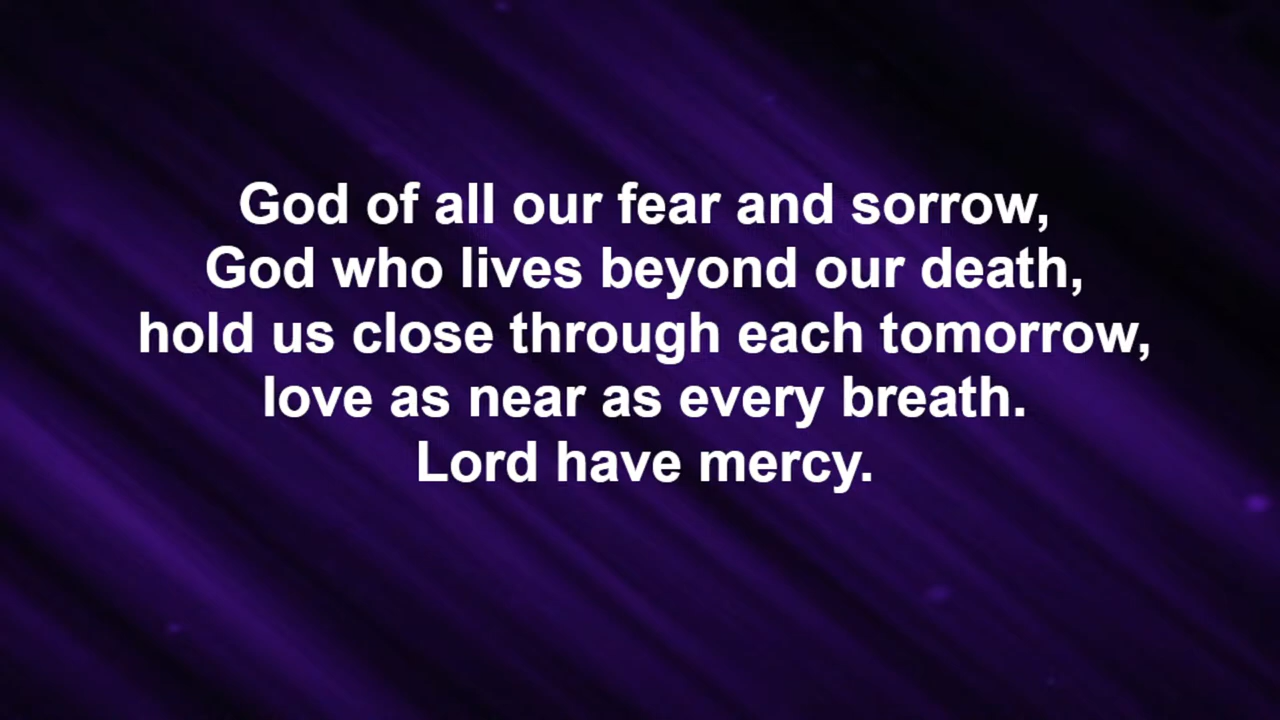 God of all our fear and sorrow,
God who lives beyond our death,
hold us close through each tomorrow,
love as near as every breath.
Lord have mercy.